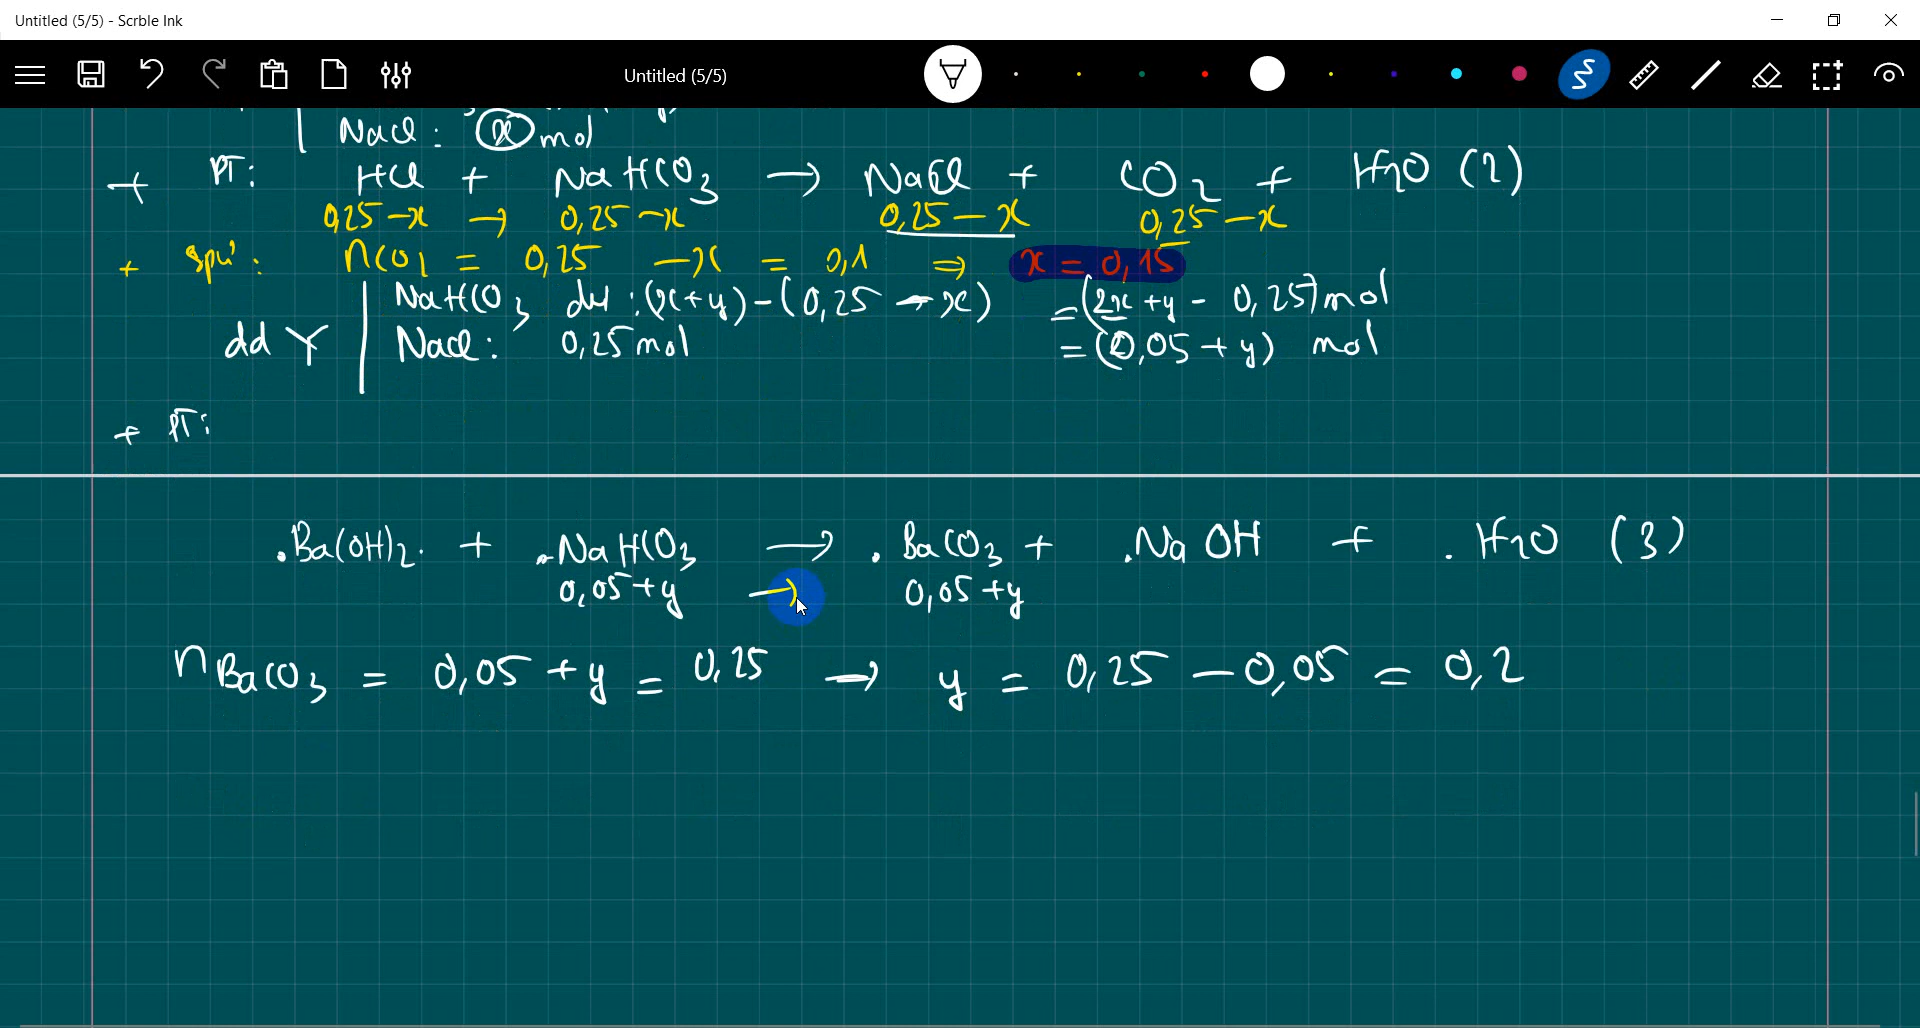 Untitled (5/5) - Scrble Ink
Untitled (5/5)
NaCl: x mol
+ PT: HCl + NaHCO3 → NaCl + CO2 + H2O (2)
0,25-x → 0,25-x 0,25-x 0,25-x
+ spứ: nCO2 = 0,25 - x = 0,1 ⇒ x = 0,15
NaHCO3 dư: (x+y)-(0,25-x) = (2x+y-0,25) mol
dd Y NaCl: 0,25 mol = (0,05+y) mol
+ PT:
Ba(OH)2 + NaHCO3 → BaCO3 + NaOH + H2O (3)
0,05+y → 0,05+y
nBaCO3 = 0,05+y = 0,25 → y = 0,25 - 0,05 = 0,2